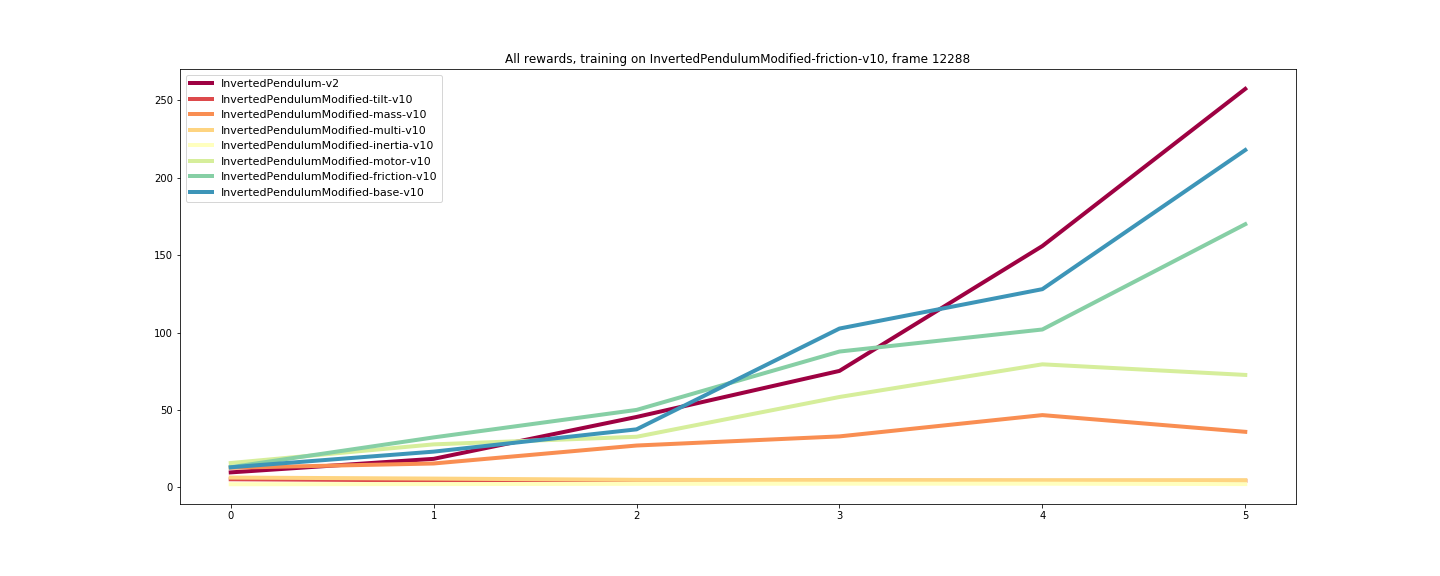 All rewards, training on InvertedPendulumModified-friction-v10, frame 12288
InvertedPendulum-v2
InvertedPendulumModified-tilt-v10
InvertedPendulumModified-mass-v10
InvertedPendulumModified-multi-v10
InvertedPendulumModified-inertia-v10
InvertedPendulumModified-motor-v10
InvertedPendulumModified-friction-v10
InvertedPendulumModified-base-v10
250
200
150
100
50
0
0 1 2 3 4 5